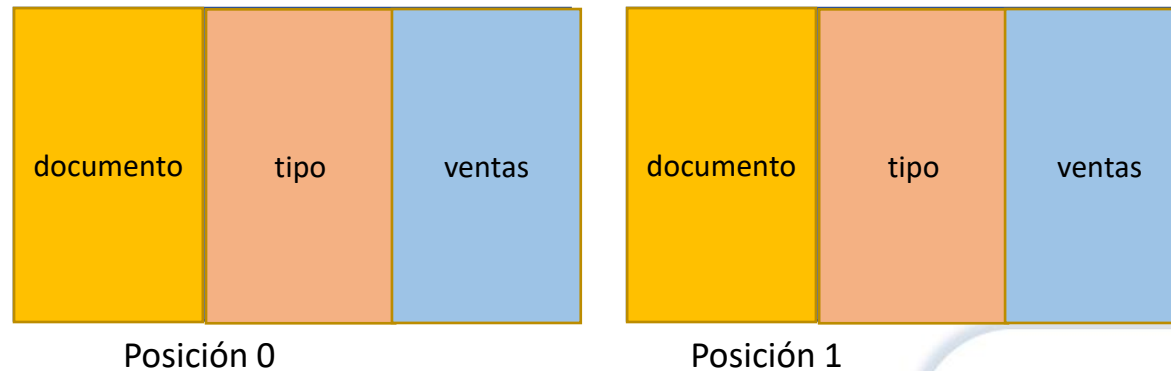 documento tipo ventas documento tipo ventas
Posición 0 Posición 1